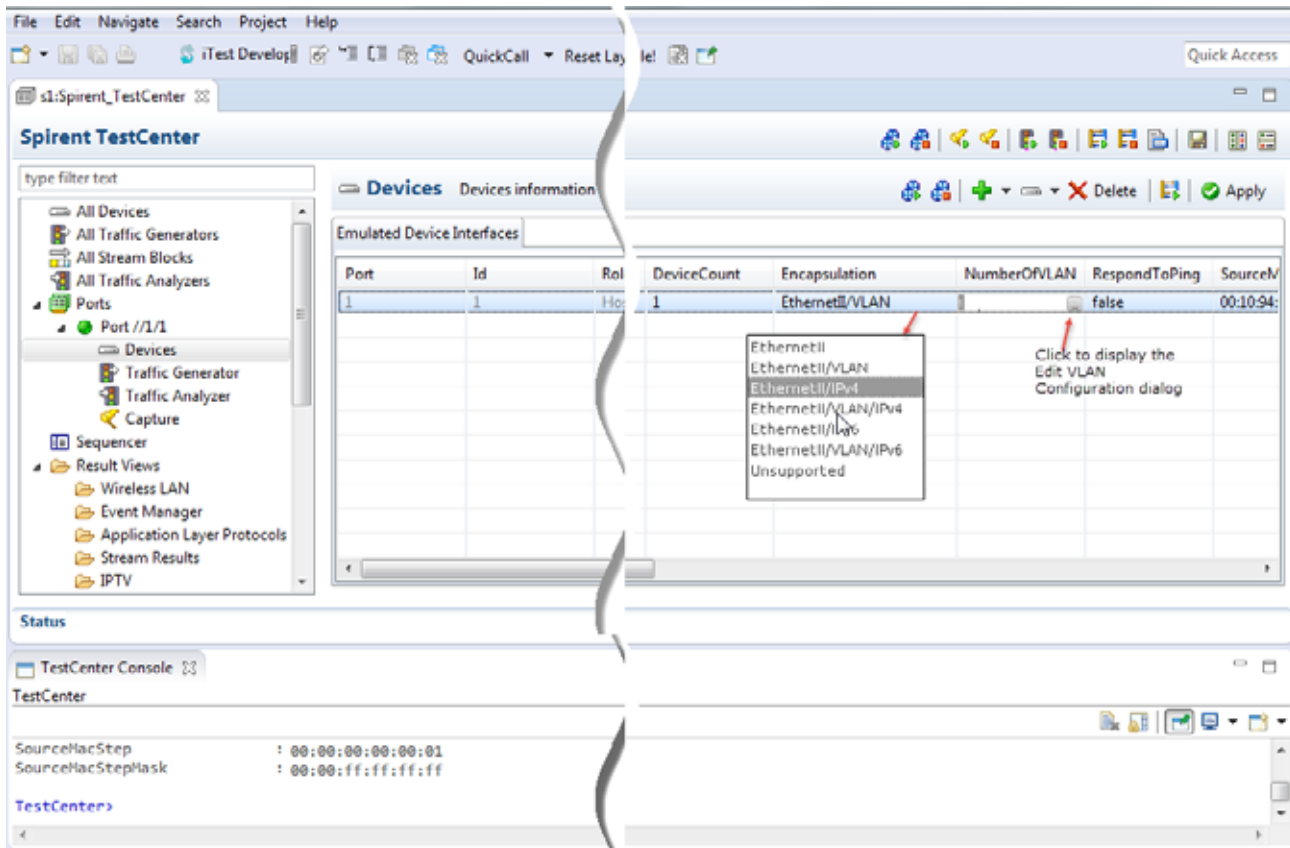 File Edit Navigate Search Project Help
iTest Develop QuickCall Reset Lay le! Quick Access
s1:Spirent_TestCenter
Spirent TestCenter
type filter text
All Devices
All Traffic Generators
All Stream Blocks
All Traffic Analyzers
Ports
Port //1/1
Devices
Traffic Generator
Traffic Analyzer
Capture
Sequencer
Result Views
Wireless LAN
Event Manager
Application Layer Protocols
Stream Results
IPTV
Devices Devices information Delete Apply
Emulated Device Interfaces
Port Id Rol DeviceCount Encapsulation NumberOfVLAN RespondToPing SourceM
1 1 Hos 1 EthernetII/VLAN false 00:10:94:
EthernetII
EthernetII/VLAN
EthernetII/IPv4
EthernetII/VLAN/IPv4
EthernetII/VLAN/IPv6
Unsupported
Click to display the
Edit VLAN
Configuration dialog
Status
TestCenter Console
TestCenter
SourceMacStep : 00:00:00:00:00:01
SourceMacStepMask : 00:00:ff:ff:ff:ff
TestCenter>